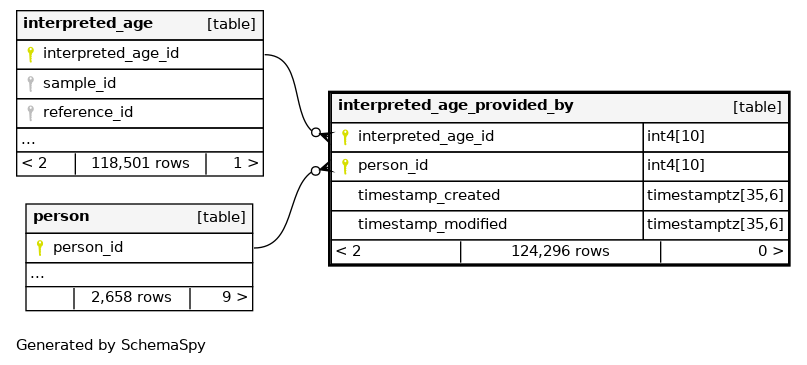 interpreted_age [table]
interpreted_age_id
sample_id
reference_id
...
< 2 118,501 rows 1 >
interpreted_age_provided_by [table]
interpreted_age_id int4[10]
person_id int4[10]
timestamp_created timestamptz[35,6]
timestamp_modified timestamptz[35,6]
< 2 124,296 rows 0 >
person [table]
person_id
...
2,658 rows 9 >
Generated by SchemaSpy